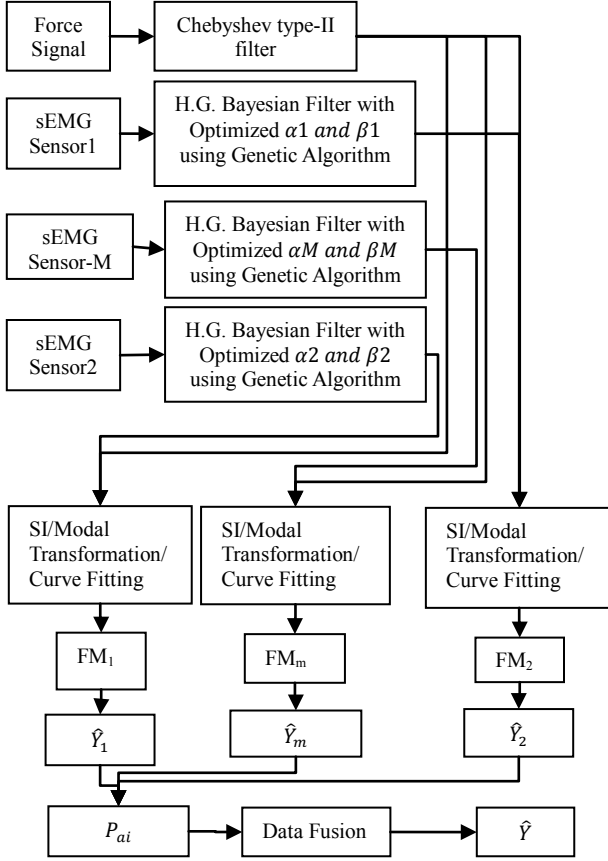 Force
Signal
Chebyshev type-II
filter
sEMG
Sensor1
H.G. Bayesian Filter with
Optimized α1 and β1
using Genetic Algorithm
sEMG
Sensor-M
H.G. Bayesian Filter with
Optimized αM and βM
using Genetic Algorithm
sEMG
Sensor2
H.G. Bayesian Filter with
Optimized α2 and β2
using Genetic Algorithm
SI/Modal
Transformation/
Curve Fitting
SI/Modal
Transformation/
Curve Fitting
SI/Modal
Transformation/
Curve Fitting
FM₁
FMₘ
FM₂
Ŷ₁
Ŷₘ
Ŷ₂
Pₐᵢ
Data Fusion
Ŷ